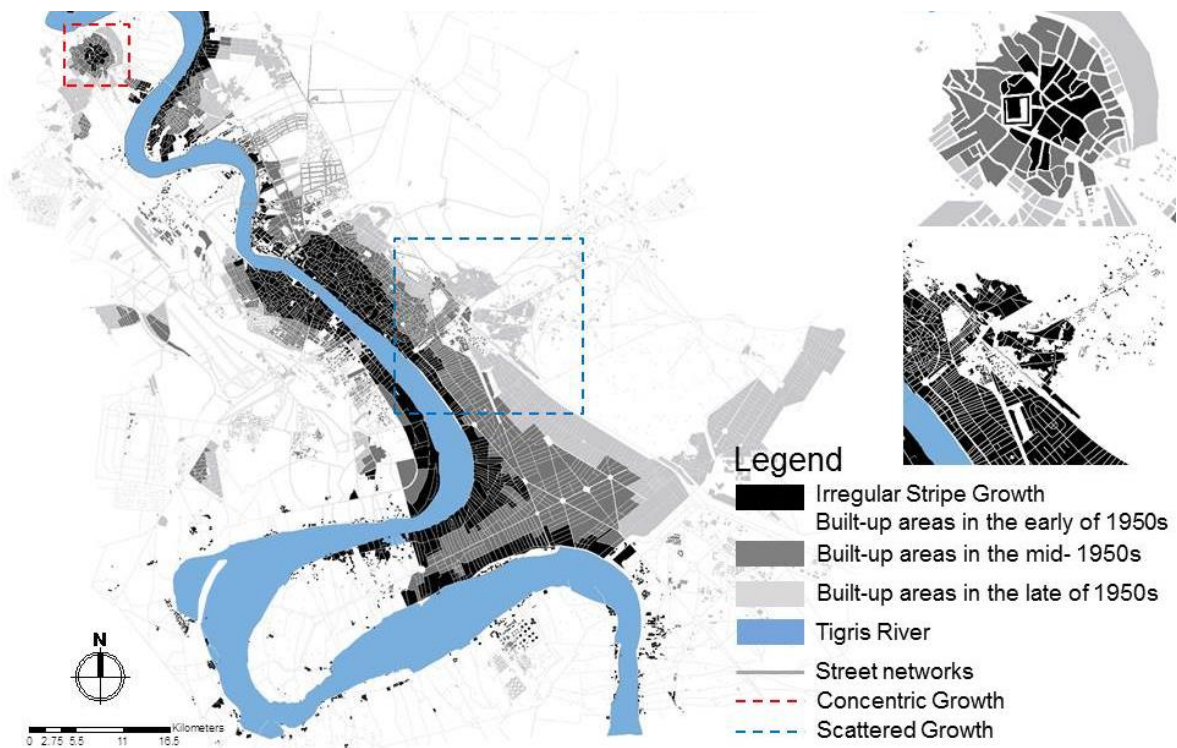 Legend
Irregular Stripe Growth
Built-up areas in the early of 1950s
Built-up areas in the mid- 1950s
Built-up areas in the late of 1950s
Tigris River
Street networks
Concentric Growth
Scattered Growth
N
Kilometers
0 2.75 5.5 11 16.5